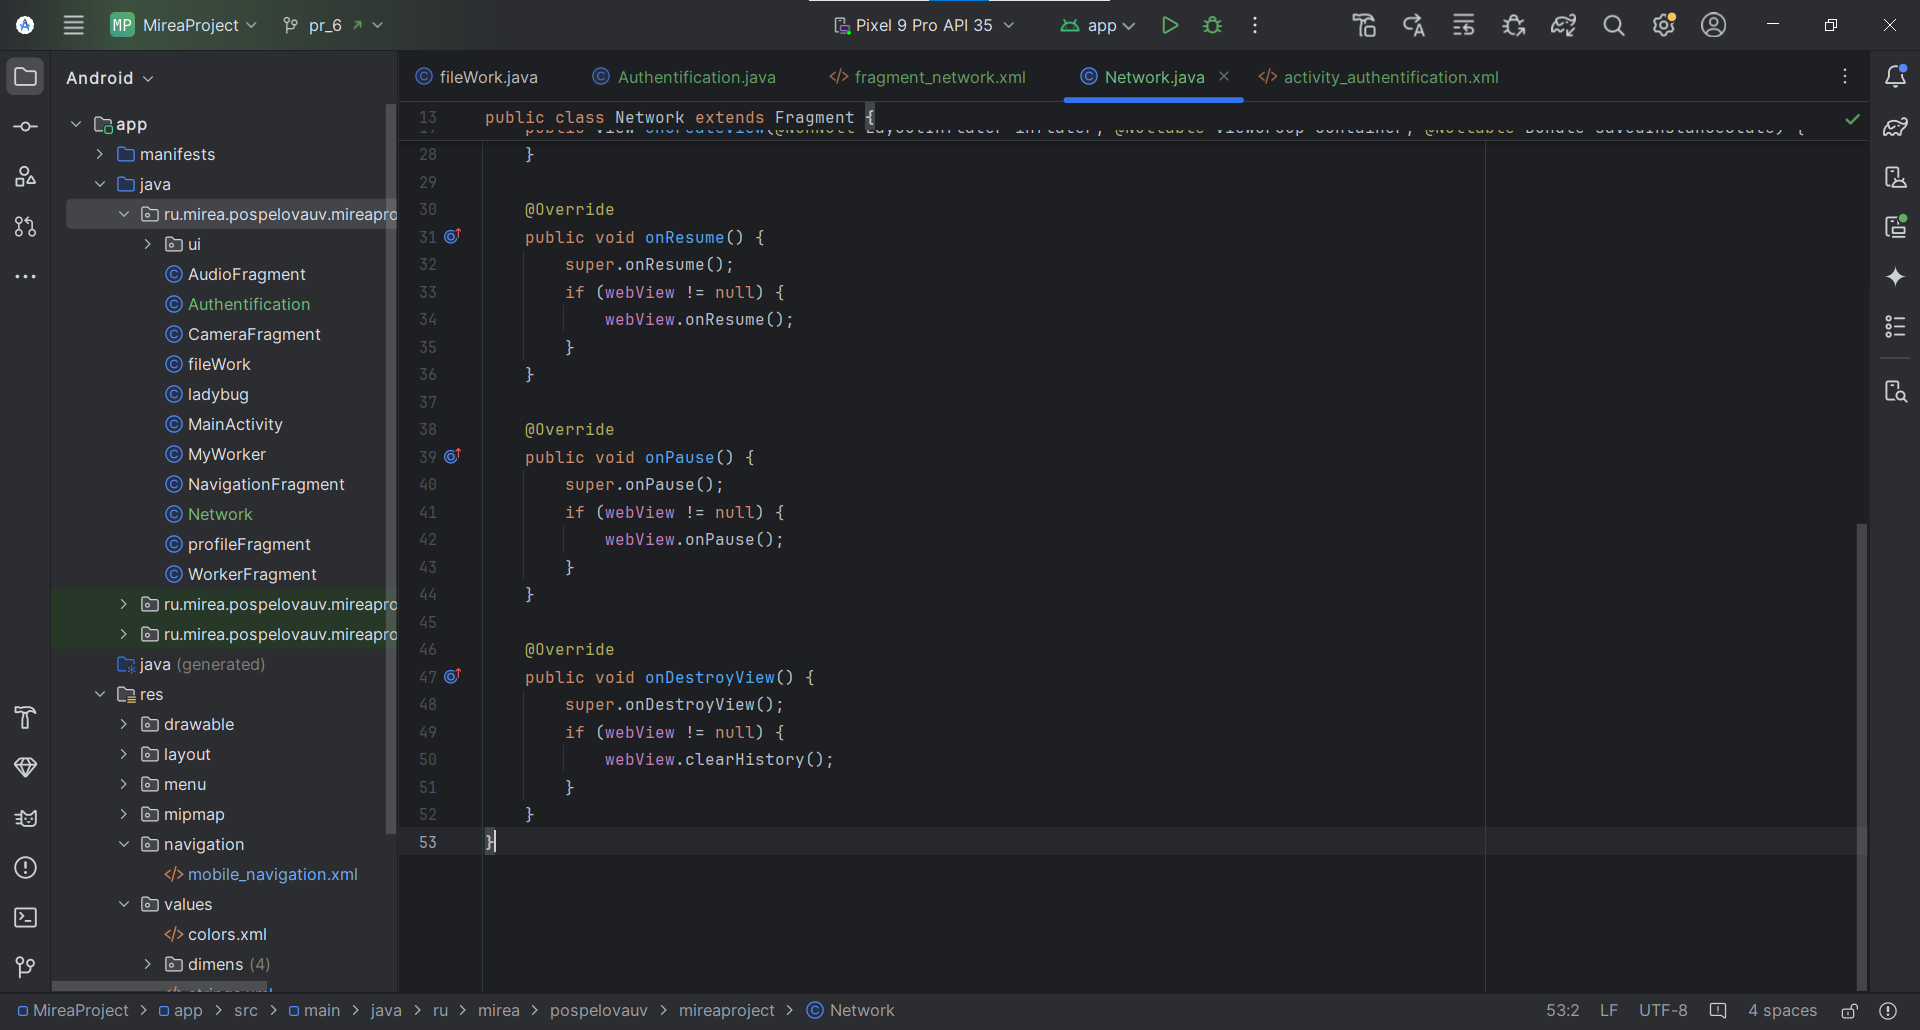 MP MireaProject pr_6 Pixel 9 Pro API 35 app
Android
app
manifests
java
ru.mirea.pospelovauv.mireapro
ui
AudioFragment
Authentification
CameraFragment
fileWork
ladybug
MainActivity
MyWorker
NavigationFragment
Network
profileFragment
WorkerFragment
ru.mirea.pospelovauv.mireapro
ru.mirea.pospelovauv.mireapro
java (generated)
res
drawable
layout
menu
mipmap
navigation
</> mobile_navigation.xml
values
</> colors.xml
dimens (4)
fileWork.java Authentification.java </> fragment_network.xml Network.java </> activity_authentification.xml
13 public class Network extends Fragment {
28 }
29
30 @Override
31 public void onResume() {
32 super.onResume();
33 if (webView != null) {
34 webView.onResume();
35 }
36 }
37
38 @Override
39 public void onPause() {
40 super.onPause();
41 if (webView != null) {
42 webView.onPause();
43 }
44 }
45
46 @Override
47 public void onDestroyView() {
48 super.onDestroyView();
49 if (webView != null) {
50 webView.clearHistory();
51 }
52 }
53 }
MireaProject > app > src > main > java > ru > mirea > pospelovauv > mireaproject > Network 53:2 LF UTF-8 4 spaces